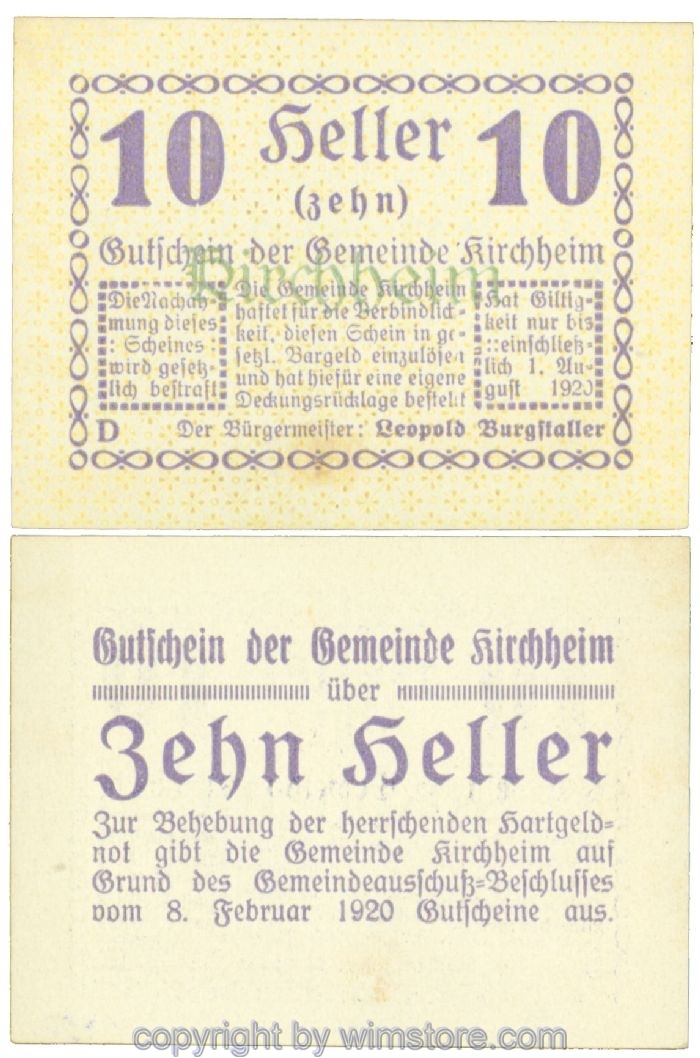 10 Heller 10
(zehn)
Gutschein der Gemeinde Kirchheim
Kirchheim
Die Nachah-
mung dieses
: Scheines :
wird gesetz-
lich bestraft
Die Gemeinde Kirchheim
haftet für die Verbindlich-
keit, diesen Schein in ge-
setzl. Bargeld einzulösen
und hat hiefür eine eigene
Deckungsrücklage bestellt
Hat Giltig-
keit nur bis
::einschließ-
lich 1. Au-
gust 1920
D Der Bürgermeister: Leopold Burgstaller
Gutschein der Gemeinde Kirchheim
über
Zehn Heller
Zur Behebung der herrschenden Hartgeld-
not gibt die Gemeinde Kirchheim auf
Grund des Gemeindeausschuß-Beschlusses
vom 8. Februar 1920 Gutscheine aus.
copyright by wimstore.com